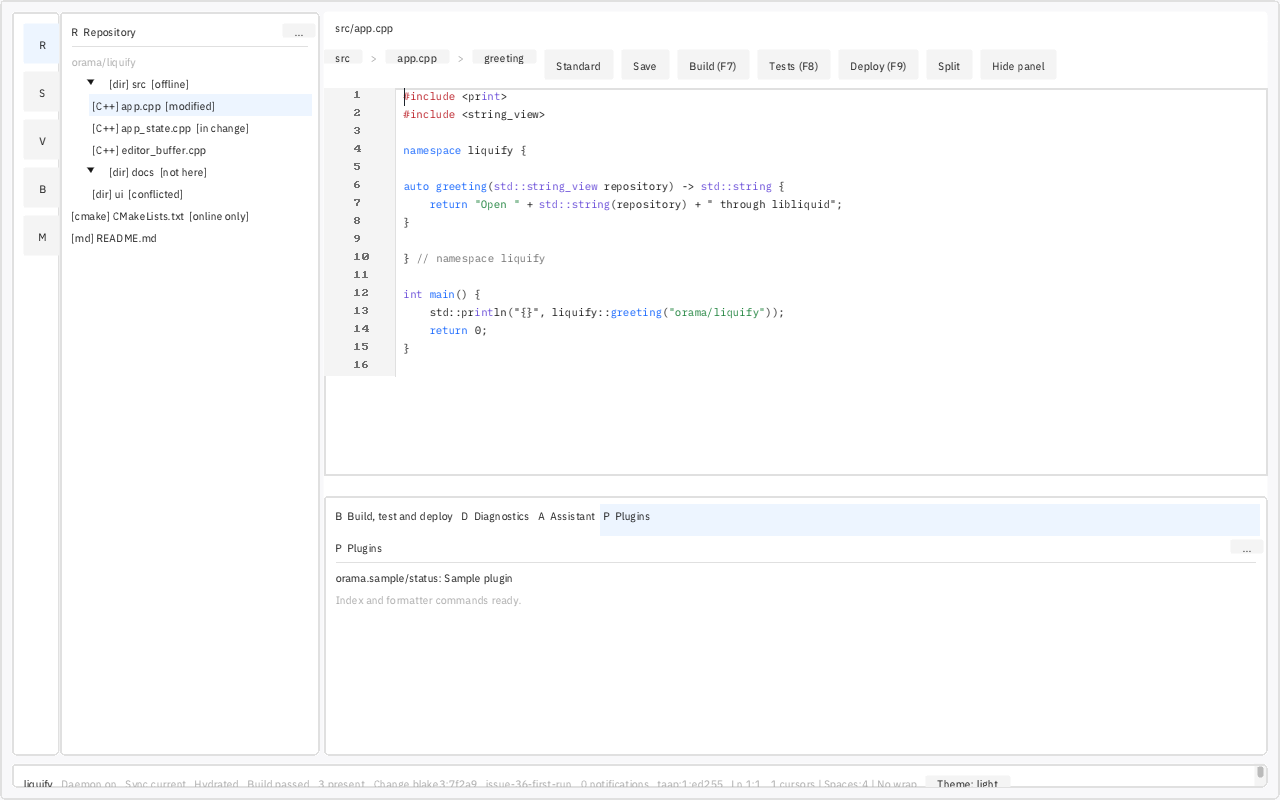 R
S
V
B
M
R Repository ...
orama/liquify
[dir] src [offline]
[C++] app.cpp [modified]
[C++] app_state.cpp [in change]
[C++] editor_buffer.cpp
[dir] docs [not here]
[dir] ui [conflicted]
[cmake] CMakeLists.txt [online only]
[md] README.md
src/app.cpp
src > app.cpp > greeting Standard Save Build (F7) Tests (F8) Deploy (F9) Split Hide panel
1 #include <print>
2 #include <string_view>
3
4 namespace liquify {
5
6 auto greeting(std::string_view repository) -> std::string {
7 return "Open " + std::string(repository) + " through libliquid";
8 }
9
10 } // namespace liquify
11
12 int main() {
13 std::println("{}", liquify::greeting("orama/liquify"));
14 return 0;
15 }
16
B Build, test and deploy D Diagnostics A Assistant P Plugins
P Plugins ...
orama.sample/status: Sample plugin
Index and formatter commands ready.
liquify Daemon on Sync current Hydrated Build passed 3 present Change blake3:7f2a9 issue-36-first-run 0 notifications taap:1:ed255 Ln 1:1 1 cursors | Spaces:4 | No wrap Theme: light